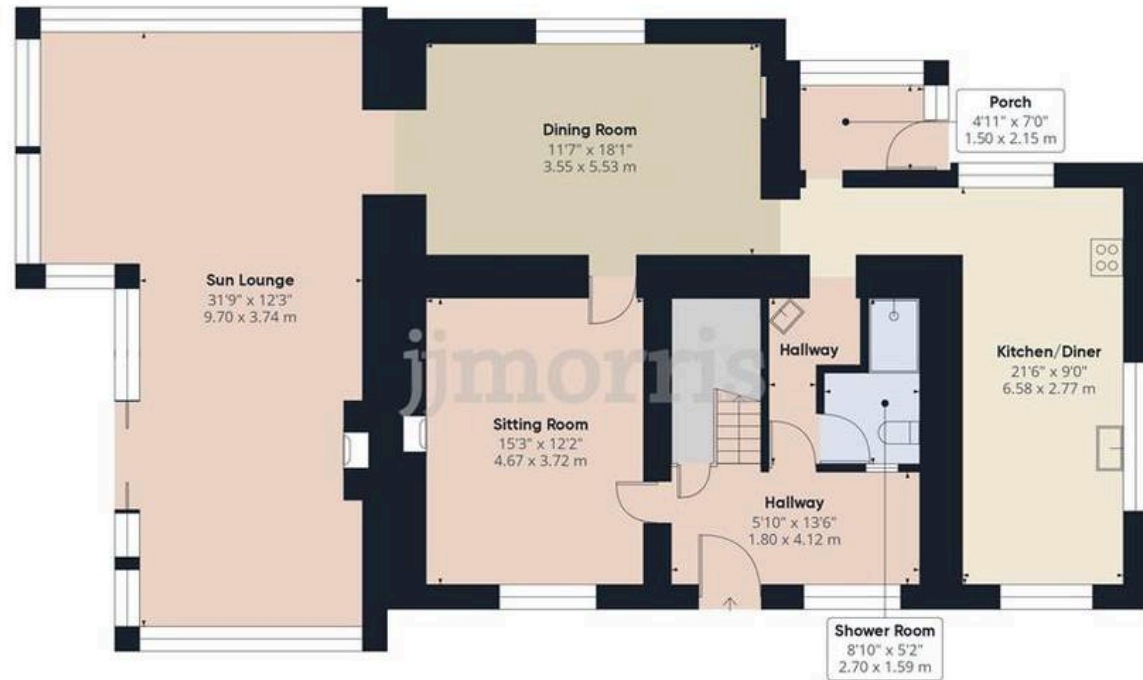 Porch
4'11" x 7'0"
1.50 x 2.15 m
Dining Room
11'7" x 18'1"
3.55 x 5.53 m
Sun Lounge
31'9" x 12'3"
9.70 x 3.74 m
Hallway
Kitchen/Diner
21'6" x 9'0"
6.58 x 2.77 m
jjmorris
Sitting Room
15'3" x 12'2"
4.67 x 3.72 m
Hallway
5'10" x 13'6"
1.80 x 4.12 m
Shower Room
8'10" x 5'2"
2.70 x 1.59 m